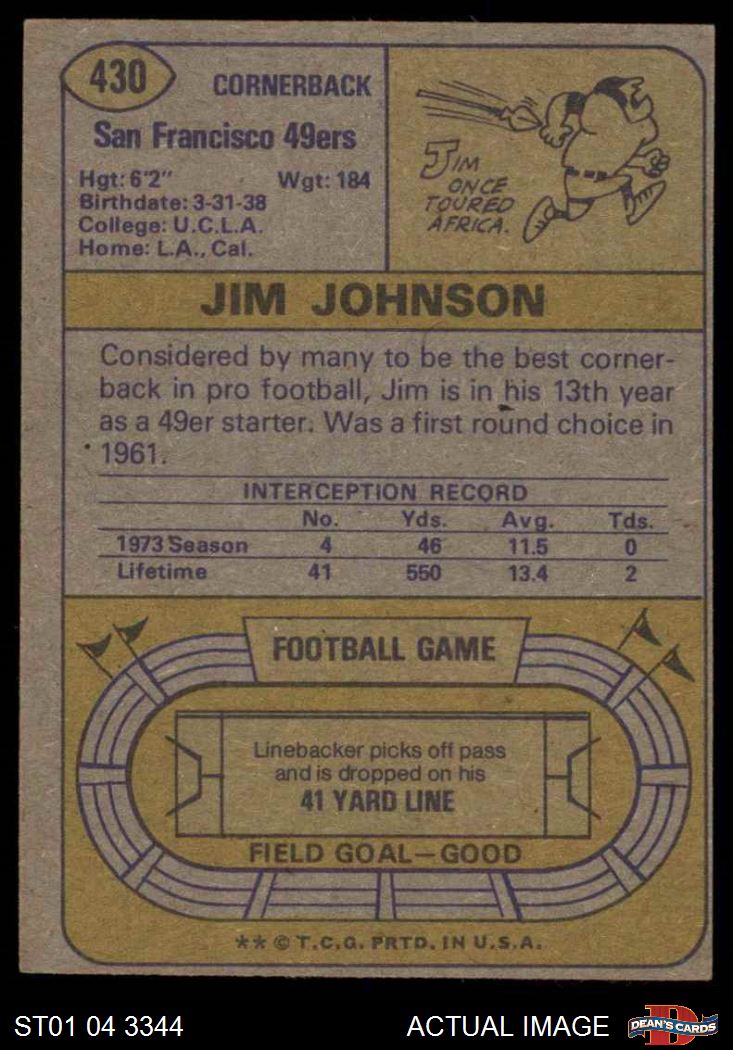 430
CORNERBACK
San Francisco 49ers
Hgt: 6'2" Wgt: 184
Birthdate: 3-31-38
College: U.C.L.A.
Home: L.A., Cal.
JIM
ONCE
TOURED
AFRICA.
JIM JOHNSON
Considered by many to be the best corner-
back in pro football, Jim is in his 13th year
as a 49er starter. Was a first round choice in
1961.
INTERCEPTION RECORD
No. Yds. Avg. Tds.
1973 Season 4 46 11.5 0
Lifetime 41 550 13.4 2
FOOTBALL GAME
Linebacker picks off pass
and is dropped on his
41 YARD LINE
FIELD GOAL—GOOD
** © T.C.G. PRTD. IN U.S.A.
ST01 04 3344 ACTUAL IMAGE
D
DEAN'S CARDS